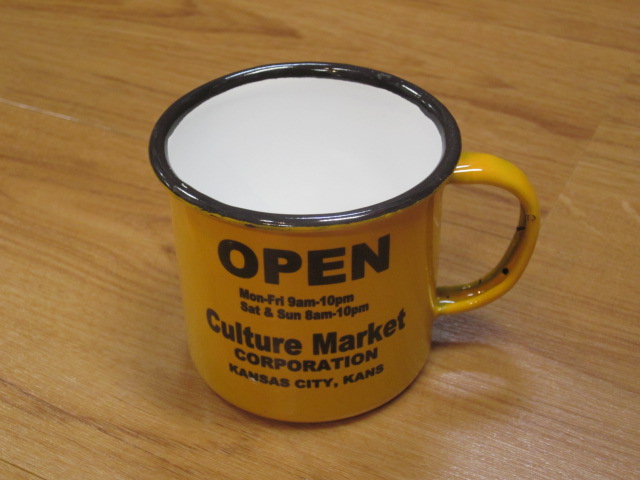 OPEN
Mon-Fri 9am-10pm
Sat & Sun 8am-10pm
Culture Market
CORPORATION
KANSAS CITY, KANS